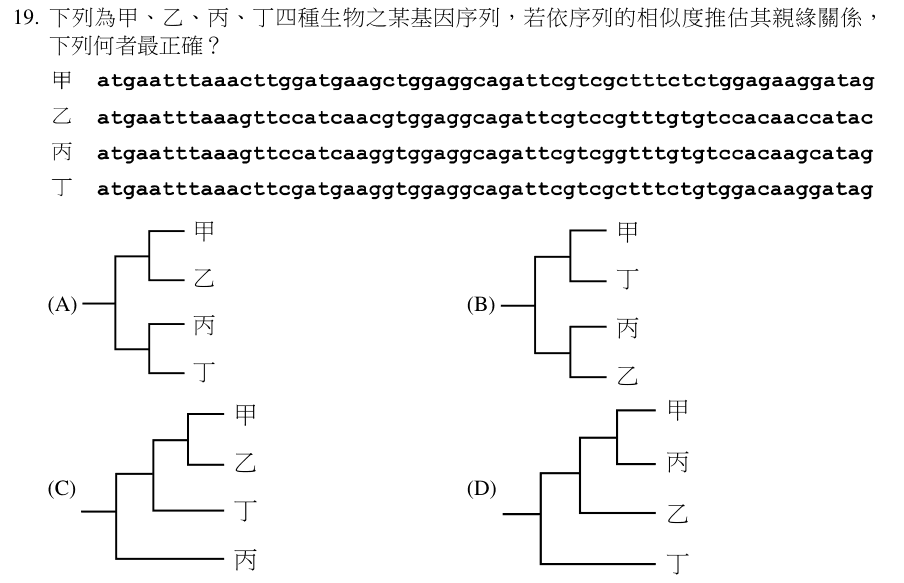 19. 下列為甲、乙、丙、丁四種生物之某基因序列，若依序列的相似度推估其親緣關係，
下列何者最正確？
甲 atgaatttaaacttggatgaagctggaggcagattcgtcgctttctctggagaaggatag
乙 atgaatttaaagttccatcaacgtggaggcagattcgtccgtttgtgtccacaaccatac
丙 atgaatttaaagttccatcaaggtggaggcagattcgtcggtttgtgtccacaagcatag
丁 atgaatttaaacttcgatgaaggtggaggcagattcgtcgctttctgtggacaaggatag
(A)
甲
乙
丙
丁
(B)
甲
丁
丙
乙
(C)
甲
乙
丁
丙
(D)
甲
丙
乙
丁